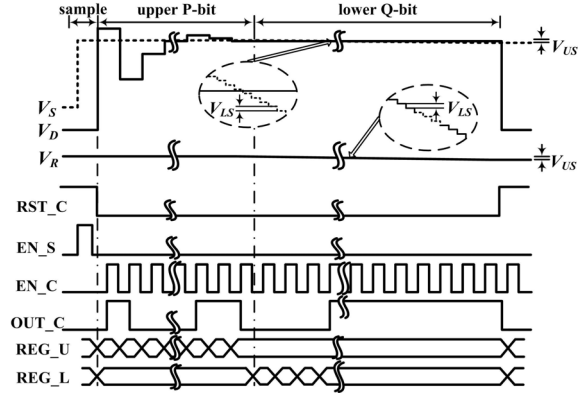 sample upper P-bit lower Q-bit
V_US
V_S
V_LS V_LS
V_D
V_R
V_US
RST_C
EN_S
EN_C
OUT_C
REG_U
REG_L